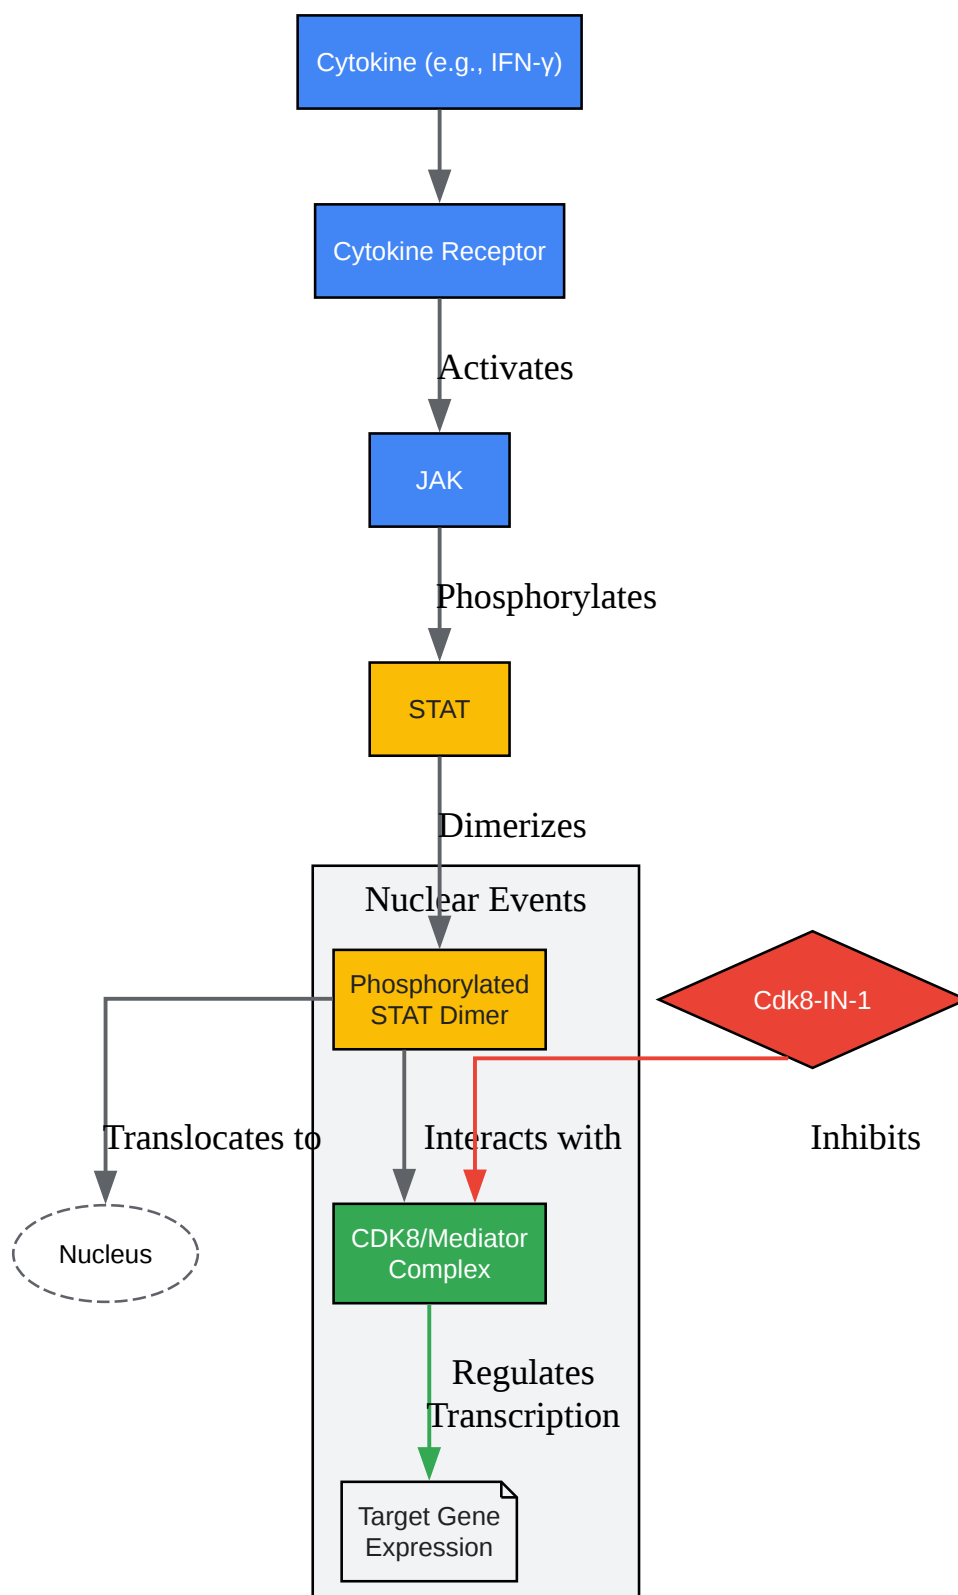 Cytokine (e.g., IFN-γ)
Cytokine Receptor
Activates
JAK
Phosphorylates
STAT
Dimerizes
Nuclear Events
Phosphorylated
STAT Dimer
Cdk8-IN-1
Translocates to
Interacts with
Inhibits
Nucleus
CDK8/Mediator
Complex
Regulates
Transcription
Target Gene
Expression